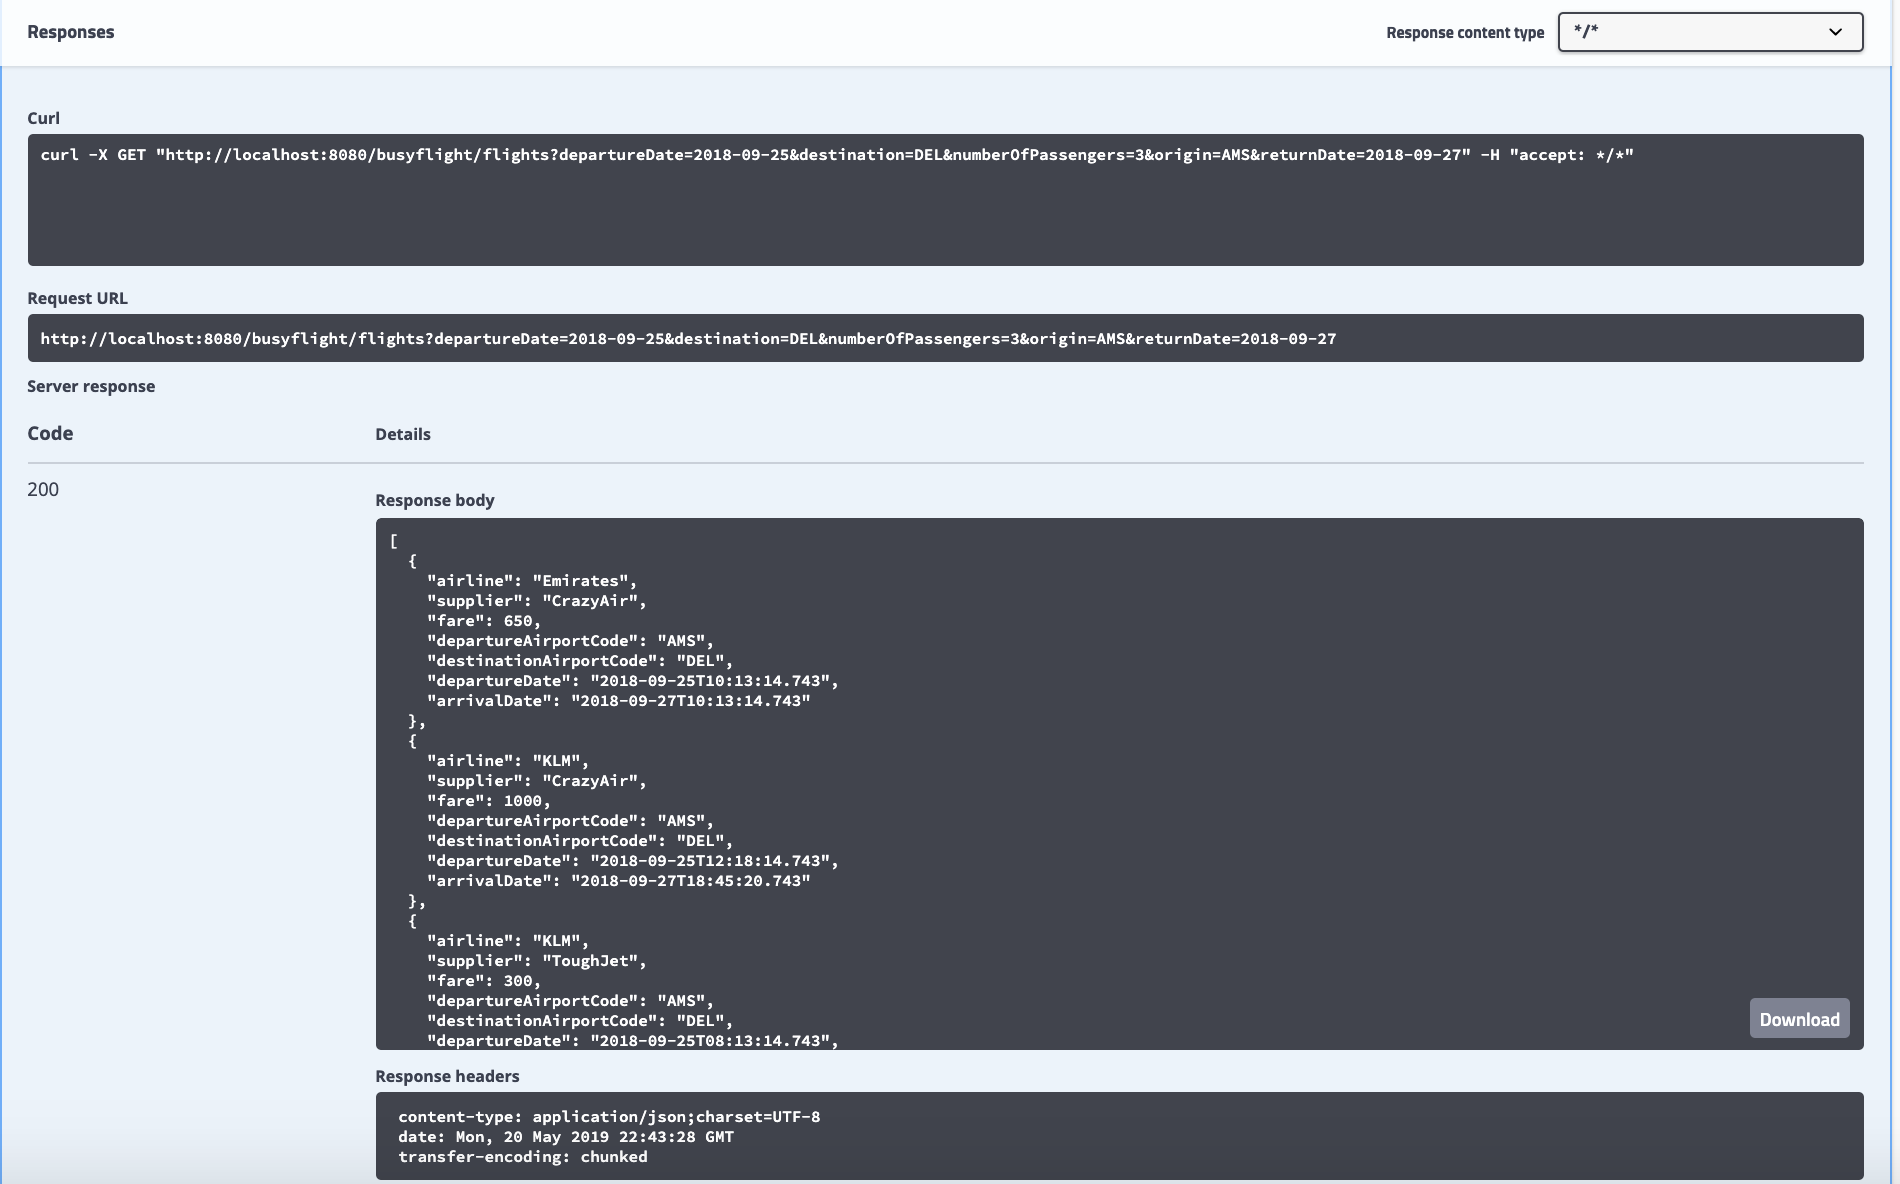 Responses
Response content type */*
Curl
curl -X GET "http://localhost:8080/busyflight/flights?departureDate=2018-09-25&destination=DEL&numberOfPassengers=3&origin=AMS&returnDate=2018-09-27" -H "accept: */*"
Request URL
http://localhost:8080/busyflight/flights?departureDate=2018-09-25&destination=DEL&numberOfPassengers=3&origin=AMS&returnDate=2018-09-27
Server response
Code Details
200
Response body
[
  {
    "airline": "Emirates",
    "supplier": "CrazyAir",
    "fare": 650,
    "departureAirportCode": "AMS",
    "destinationAirportCode": "DEL",
    "departureDate": "2018-09-25T10:13:14.743",
    "arrivalDate": "2018-09-27T10:13:14.743"
  },
  {
    "airline": "KLM",
    "supplier": "CrazyAir",
    "fare": 1000,
    "departureAirportCode": "AMS",
    "destinationAirportCode": "DEL",
    "departureDate": "2018-09-25T12:18:14.743",
    "arrivalDate": "2018-09-27T18:45:20.743"
  },
  {
    "airline": "KLM",
    "supplier": "ToughJet",
    "fare": 300,
    "departureAirportCode": "AMS",
    "destinationAirportCode": "DEL",
    "departureDate": "2018-09-25T08:13:14.743",
Download
Response headers
content-type: application/json;charset=UTF-8
date: Mon, 20 May 2019 22:43:28 GMT
transfer-encoding: chunked